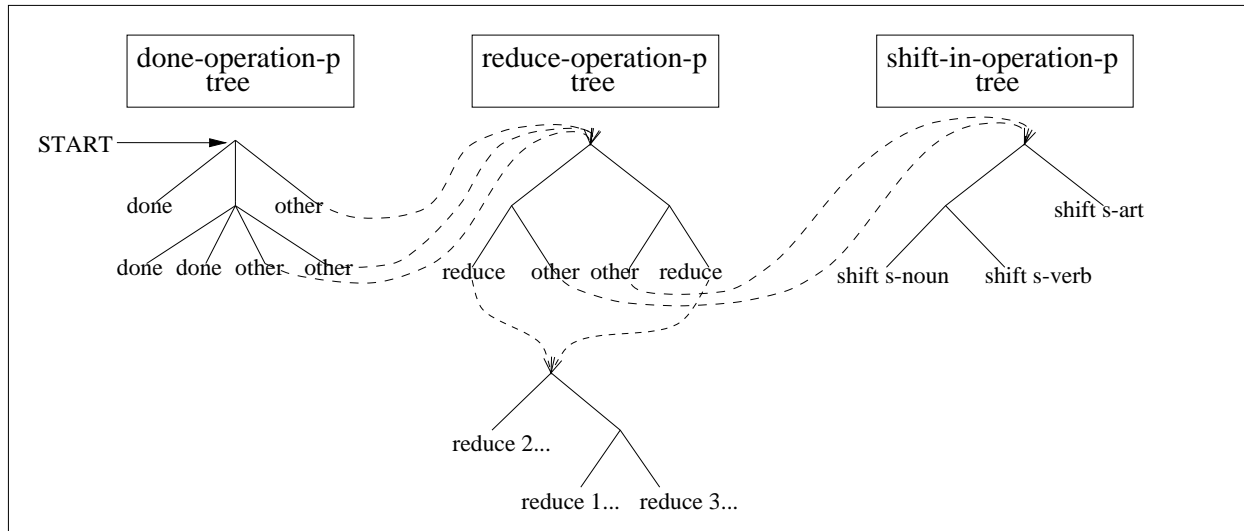 done-operation-p
tree
reduce-operation-p
tree
shift-in-operation-p
tree
START
done
other
done
done
other
other
reduce
other
other
reduce
shift s-art
shift s-noun
shift s-verb
reduce 2...
reduce 1...
reduce 3...